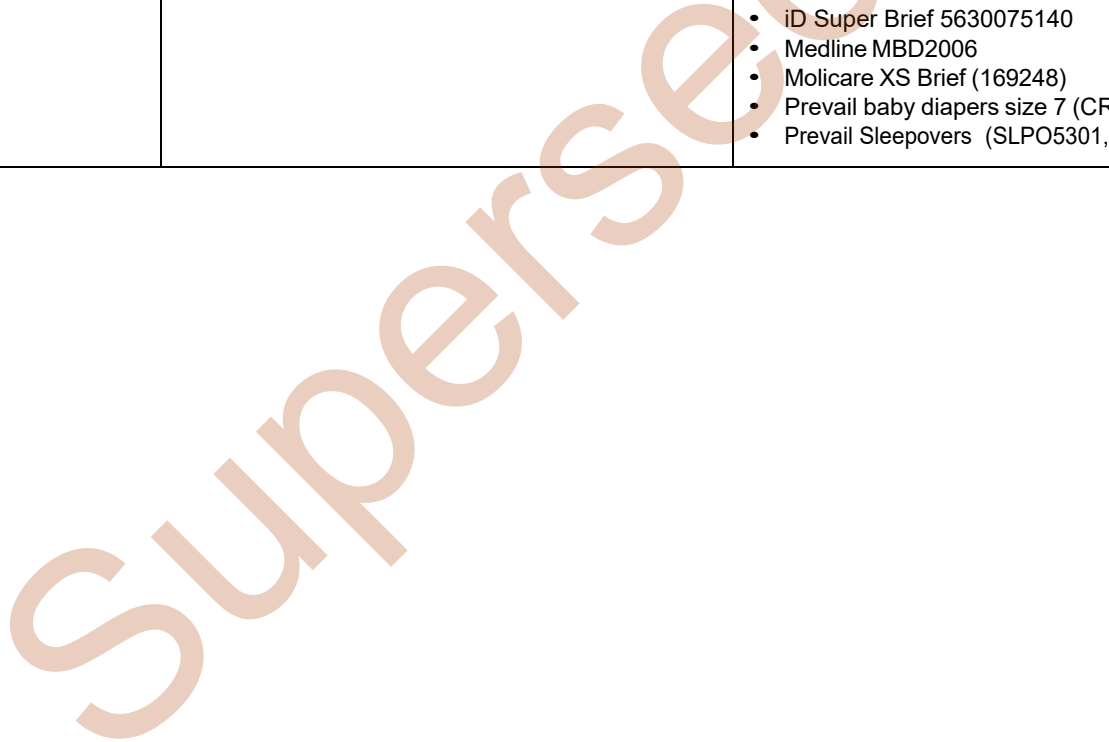 • iD Super Brief 5630075140
• Medline MBD2006
• Molicare XS Brief (169248)
• Prevail baby diapers size 7 (CR
• Prevail Sleepovers (SLPO5301,
Superse